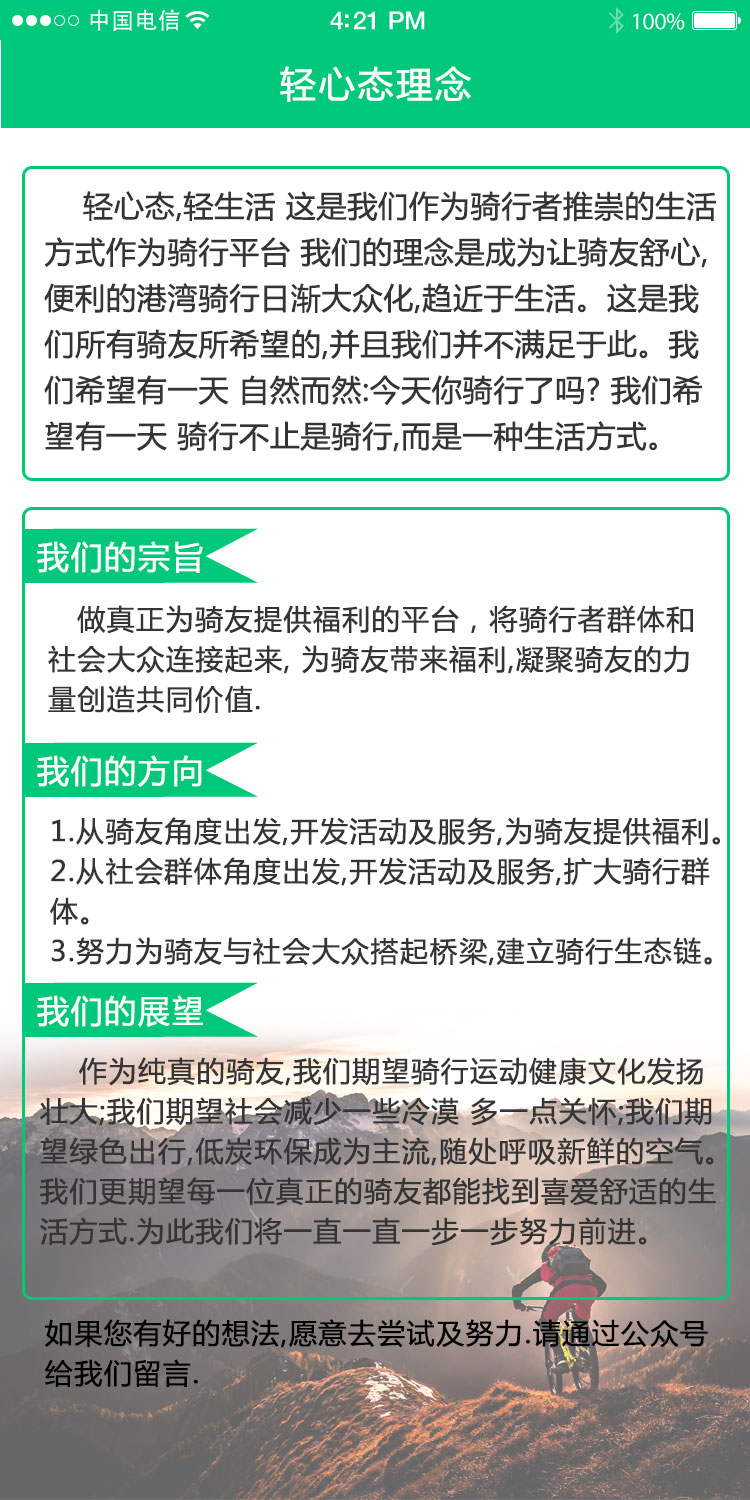 中国电信 4:21 PM 100%
轻心态理念
轻心态,轻生活 这是我们作为骑行者推崇的生活
方式作为骑行平台 我们的理念是成为让骑友舒心,
便利的港湾骑行日渐大众化,趋近于生活。这是我
们所有骑友所希望的,并且我们并不满足于此。我
们希望有一天 自然而然:今天你骑行了吗? 我们希
望有一天 骑行不止是骑行,而是一种生活方式。
我们的宗旨
做真正为骑友提供福利的平台，将骑行者群体和
社会大众连接起来, 为骑友带来福利,凝聚骑友的力
量创造共同价值.
我们的方向
1.从骑友角度出发,开发活动及服务,为骑友提供福利。
2.从社会群体角度出发,开发活动及服务,扩大骑行群
体。
3.努力为骑友与社会大众搭起桥梁,建立骑行生态链。
我们的展望
作为纯真的骑友,我们期望骑行运动健康文化发扬
壮大;我们期望社会减少一些冷漠 多一点关怀;我们期
望绿色出行,低炭环保成为主流,随处呼吸新鲜的空气。
我们更期望每一位真正的骑友都能找到喜爱舒适的生
活方式.为此我们将一直一直一步一步努力前进。
如果您有好的想法,愿意去尝试及努力.请通过公众号
给我们留言.